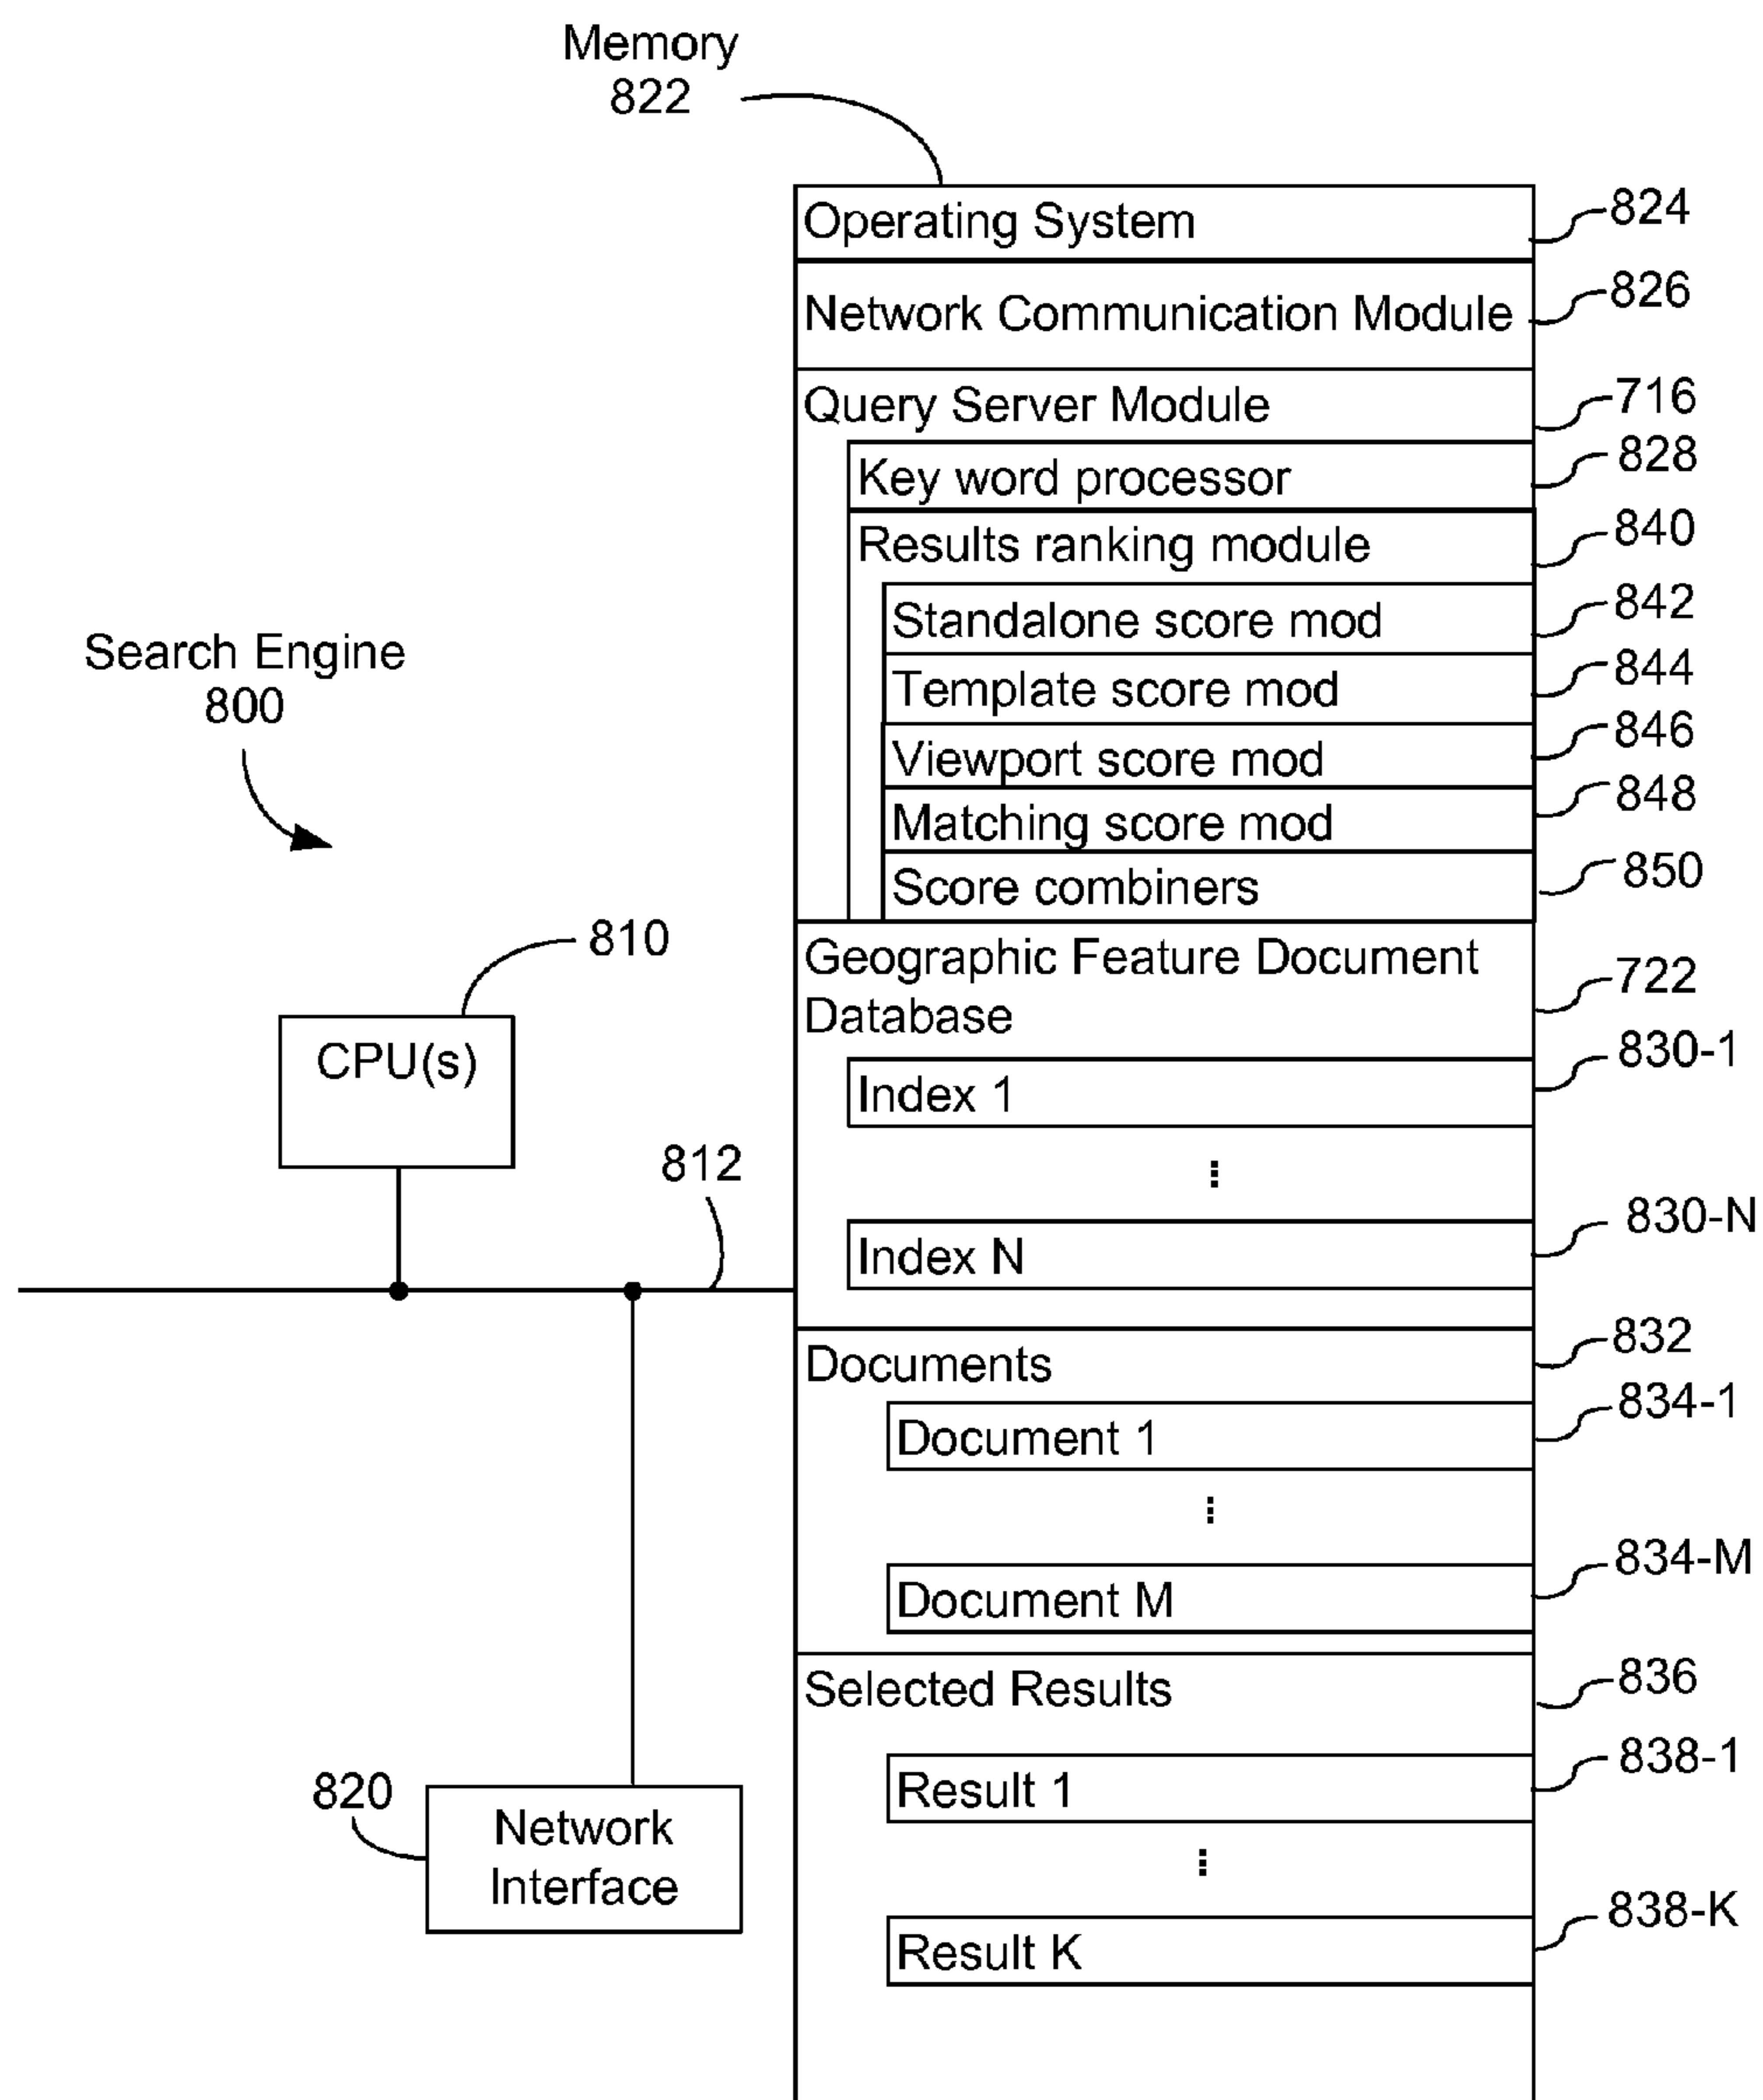 Memory
822
Operating System
824
Network Communication Module
826
Query Server Module
716
Key word processor
828
Results ranking module
840
Standalone score mod
842
Template score mod
844
Viewport score mod
846
Matching score mod
848
Score combiners
850
Search Engine
800
Geographic Feature Document
Database
722
810
CPU(s)
Index 1
830-1
812
Index N
830-N
Documents
832
Document 1
834-1
Document M
834-M
Selected Results
836
Result 1
838-1
820
Network
Interface
Result K
838-K